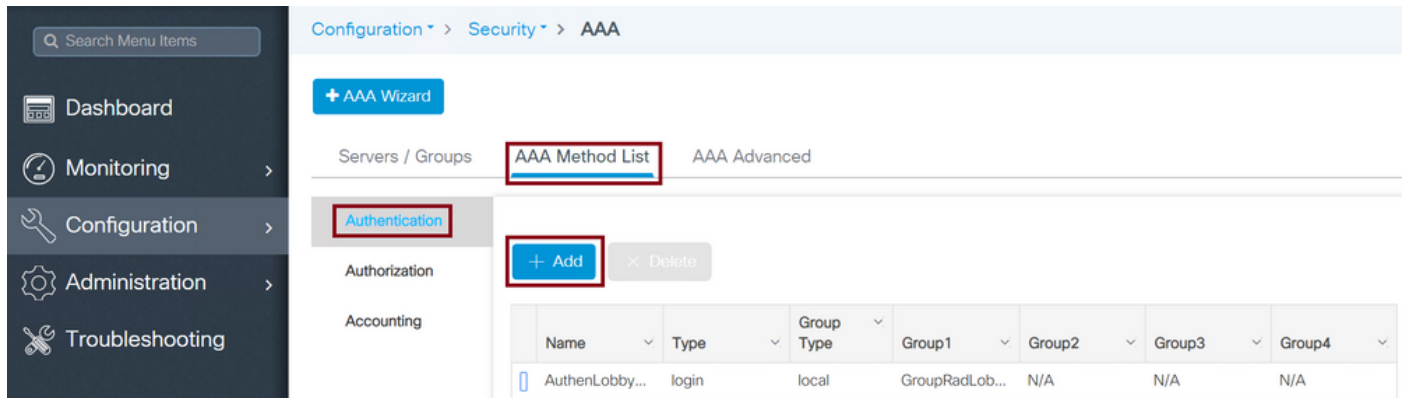 Search Menu Items
Dashboard
Monitoring
Configuration
Administration
Troubleshooting
Configuration > Security > AAA
+ AAA Wizard
Servers / Groups AAA Method List AAA Advanced
Authentication
Authorization
Accounting
+ Add × Delete
Name Type Group Type Group1 Group2 Group3 Group4
AuthenLobby... login local GroupRadLob... N/A N/A N/A